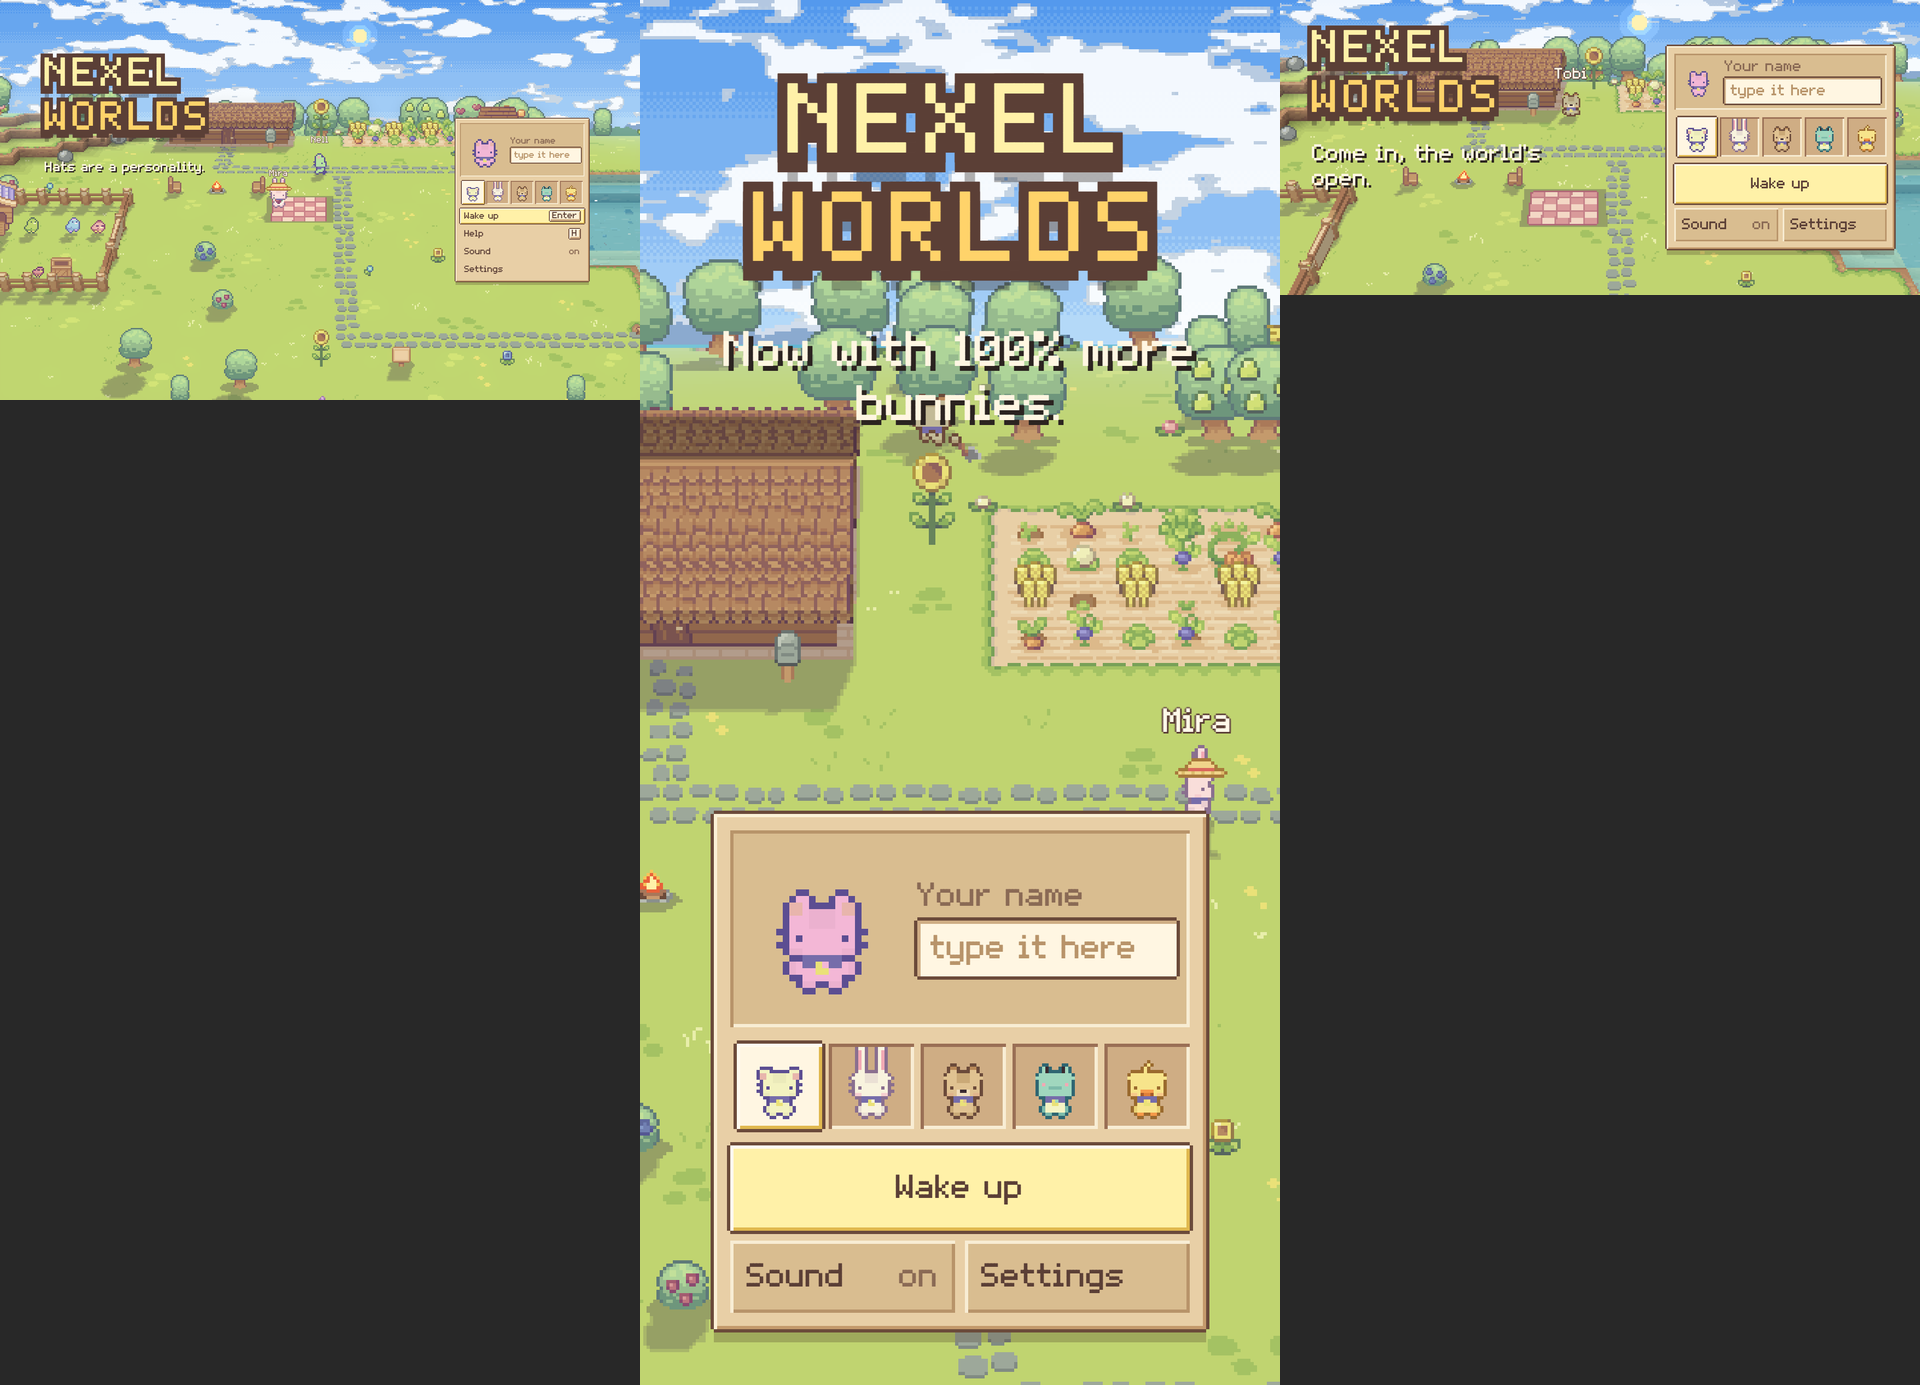 NEXEL
WORLDS
Hats are a personality.
Nell
Mira
Your name
type it here
Wake up Enter
Help H
Sound on
Settings
NEXEL
WORLDS
Now with 100% more
bunnies.
Mira
Your name
type it here
Wake up
Sound on
Settings
NEXEL
WORLDS
Come in, the world's
open.
Tobi
Your name
type it here
Wake up
Sound on
Settings